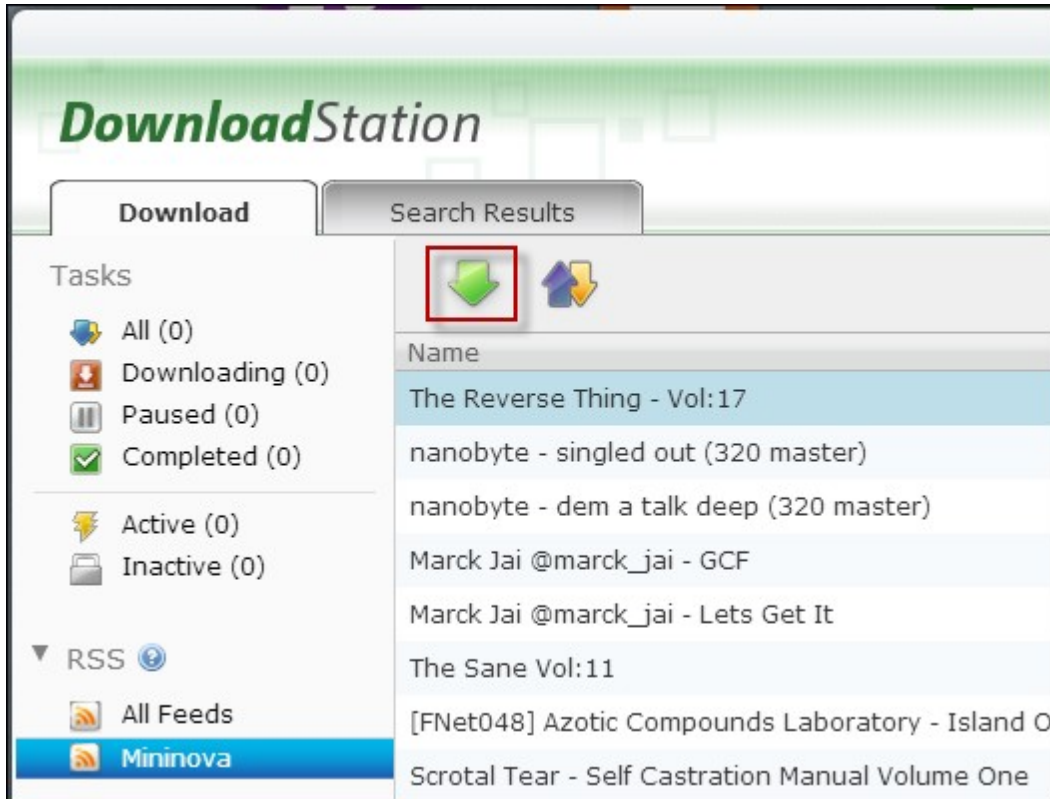 DownloadStation
Download
Search Results
Tasks
All (0)
Downloading (0)
Paused (0)
Completed (0)
Active (0)
Inactive (0)
RSS
All Feeds
Mininova
Name
The Reverse Thing - Vol:17
nanobyte - singled out (320 master)
nanobyte - dem a talk deep (320 master)
Marck Jai @marck_jai - GCF
Marck Jai @marck_jai - Lets Get It
The Sane Vol:11
[FNet048] Azotic Compounds Laboratory - Island O
Scrotal Tear - Self Castration Manual Volume One